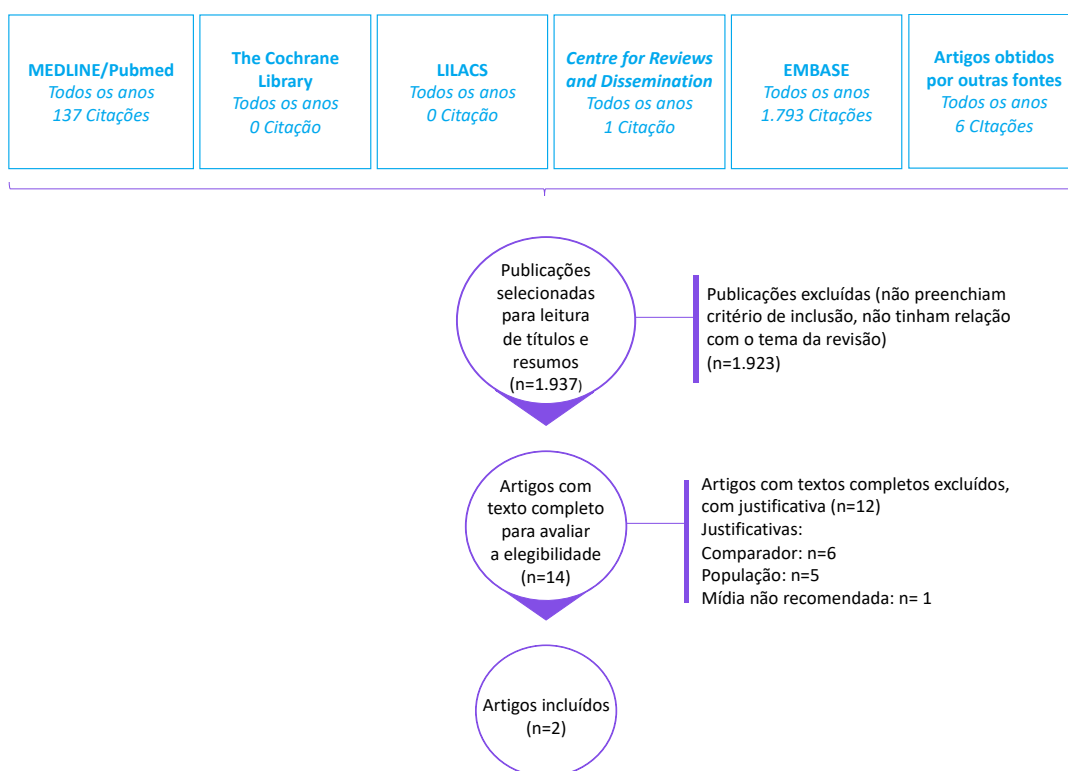 MEDLINE/Pubmed
Todos os anos
137 Citações
The Cochrane
Library
Todos os anos
0 Citação
LILACS
Todos os anos
0 Citação
Centre for Reviews
and Dissemination
Todos os anos
1 Citação
EMBASE
Todos os anos
1.793 Citações
Artigos obtidos
por outras fontes
Todos os anos
6 CItações
Publicações
selecionadas
para leitura
de títulos e
resumos
(n=1.937)
Publicações excluídas (não preenchiam
critério de inclusão, não tinham relação
com o tema da revisão)
(n=1.923)
Artigos com
texto completo
para avaliar
a elegibilidade
(n=14)
Artigos com textos completos excluídos,
com justificativa (n=12)
Justificativas:
Comparador: n=6
População: n=5
Mídia não recomendada: n= 1
Artigos incluídos
(n=2)